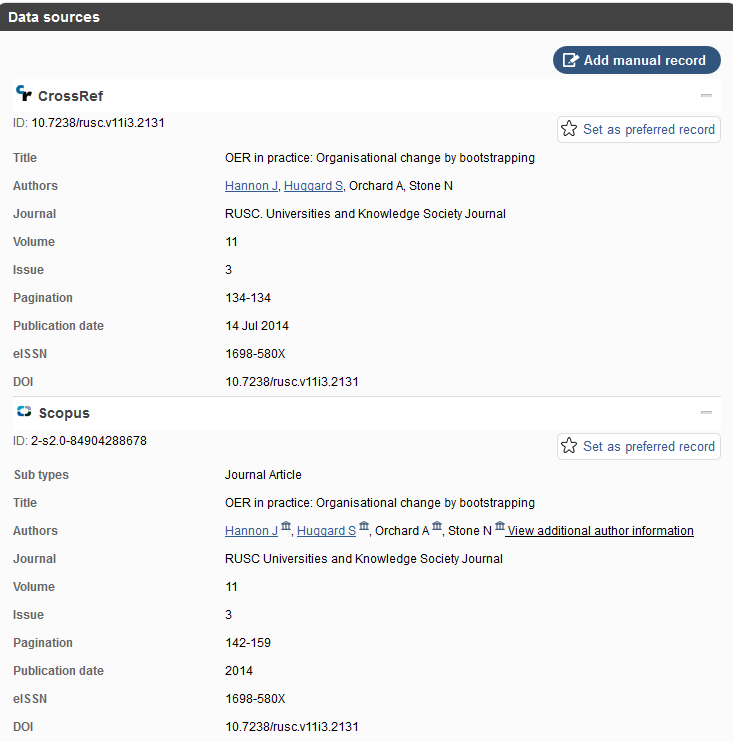 Data sources
Add manual record
CrossRef
ID: 10.7238/rusc.v11i3.2131
Set as preferred record
Title OER in practice: Organisational change by bootstrapping
Authors Hannon J, Huggard S, Orchard A, Stone N
Journal RUSC. Universities and Knowledge Society Journal
Volume 11
Issue 3
Pagination 134-134
Publication date 14 Jul 2014
eISSN 1698-580X
DOI 10.7238/rusc.v11i3.2131
Scopus
ID: 2-s2.0-84904288678
Set as preferred record
Sub types Journal Article
Title OER in practice: Organisational change by bootstrapping
Authors Hannon J, Huggard S, Orchard A, Stone N View additional author information
Journal RUSC Universities and Knowledge Society Journal
Volume 11
Issue 3
Pagination 142-159
Publication date 2014
eISSN 1698-580X
DOI 10.7238/rusc.v11i3.2131